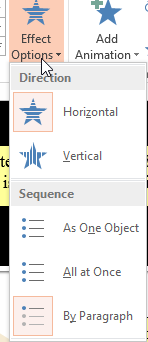 Effect
Options
Add
Animation
Direction
Horizontal
Vertical
Sequence
As One Object
All at Once
By Paragraph